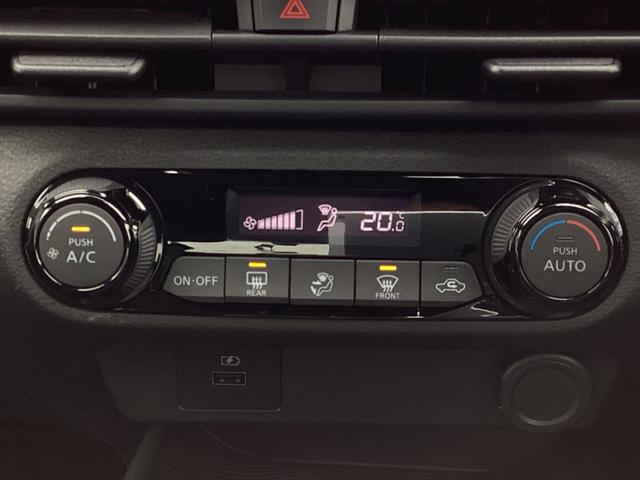 20.0
°C
PUSH
A/C
ON·OFF
REAR
FRONT
PUSH
AUTO